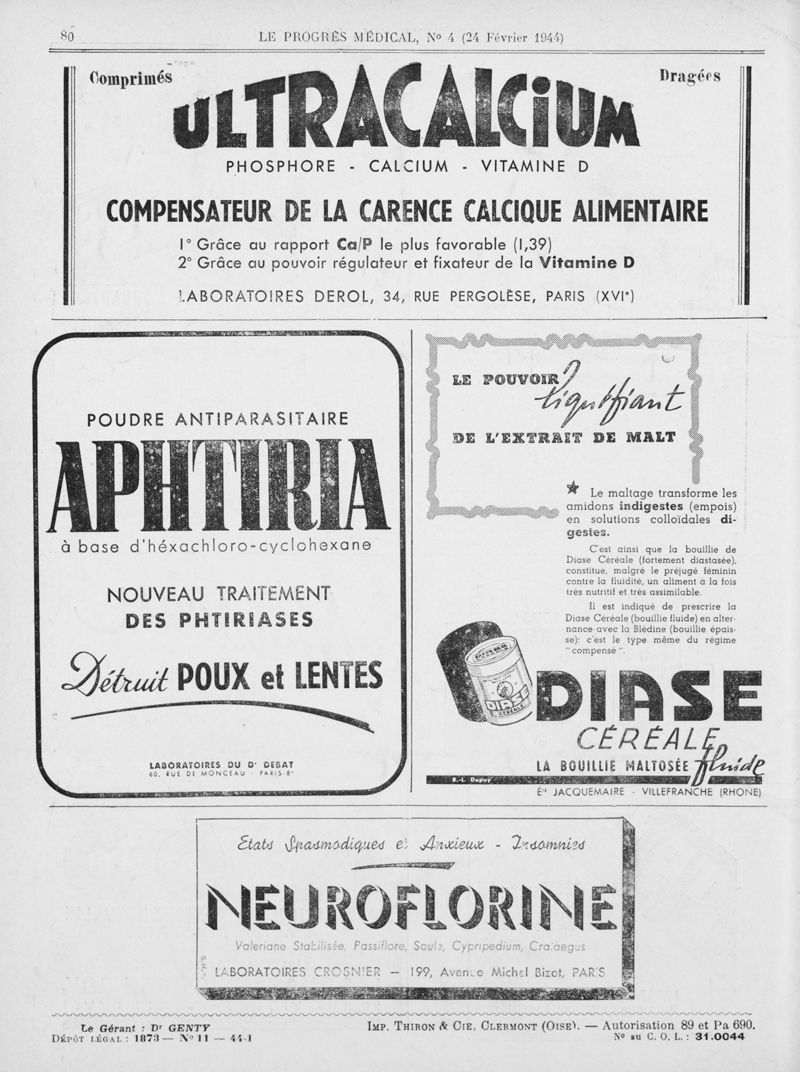 80
LE PROGRÈS MÉDICAL, No 4 (24 Février 1944)
Comprimés
Dragées
ULTRACALCiUM
PHOSPHORE - CALCIUM - VITAMINE D
COMPENSATEUR DE LA CARENCE CALCIQUE ALIMENTAIRE
1° Grâce au rapport Ca/P le plus favorable (1,39)
2° Grâce au pouvoir régulateur et fixateur de la Vitamine D
LABORATOIRES DEROL, 34, RUE PERGOLÈSE, PARIS (XVIe)
POUDRE ANTIPARASITAIRE
APHTIRIA
à base d'héxachloro-cyclohexane
NOUVEAU TRAITEMENT
DES PHTIRIASES
Détruit POUX et LENTES
LABORATOIRES DU Dr DEBAT
60, RUE DE MONCEAU - PARIS-8e
LE POUVOIR
liquéfiant
DE L'EXTRAIT DE MALT
★ Le maltage transforme les
amidons indigestes (empois)
en solutions colloïdales di-
gestes.
C'est ainsi que la bouillie de
Diase Céréale (fortement diastasée),
constitue, malgré le préjugé féminin
contre la fluidité, un aliment à la fois
très nutritif et très assimilable.
Il est indiqué de prescrire la
Diase Céréale (bouillie fluide) en alter-
nance avec la Blédine (bouillie épais-
se): c'est le type même du régime
"compensé".
DIASE
CÉRÉALE
DIASE
CÉRÉALE
LA BOUILLIE MALTOSÉE fluide
R.-L. Dupuy
Éts JACQUEMAIRE - VILLEFRANCHE (RHÔNE)
Etats Spasmodiques et Anxieux - Insomnies
NEUROFLORINE
Valeriane Stabilisée, Passiflore, Saule, Cypripedium, Crataegus
LABORATOIRES CROSNIER — 199, Avenue Michel Bizot, PARIS
Le Gérant : Dr GENTY
DÉPÔT LÉGAL : 1873 — No 11 — 44-1
IMP. THIRON & CIE, CLERMONT (OISE). — Autorisation 89 et Pa 690.
No au C. O. L. : 31.0044